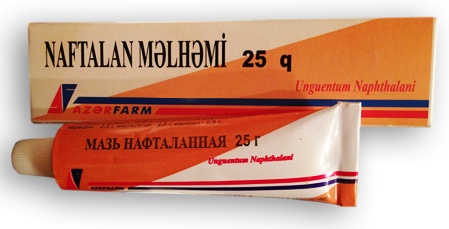 NAFTALAN MƏLHƏMİ 25 q
Unguentum Naphthalani
AZƏRFARM
МАЗЬ НАФТАЛАННАЯ 25 г
Unguentum Naphthalani